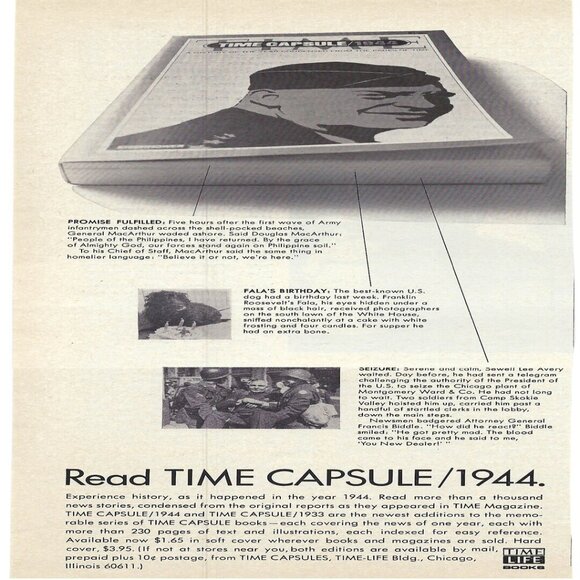 TIME CAPSULE/1944
A HISTORY OF THE YEAR CONDENSED FROM THE PAGES OF TIME
PROMISE FULFILLED: Five hours after the first wave of Army
infantrymen dashed across the shell-pocked beaches,
General MacArthur waded ashore. Said Douglas MacArthur:
"People of the Philippines, I have returned. By the grace
of Almighty God, our forces stand again on Philippine soil."
To his Chief of Staff, MacArthur said the same thing in
homelier language: "Believe it or not, we're here."
FALA'S BIRTHDAY: The best-known U.S.
dog had a birthday last week. Franklin
Roosevelt's Fala, his eyes hidden under a
mass of black hair, received photographers
on the south lawn of the White House,
sniffed nonchalantly at a cake with white
frosting and four candles. For supper he
had an extra bone.
SEIZURE: Serene and calm, Sewell Lee Avery
waited. Day before, he had sent a telegram
challenging the authority of the President of
the U.S. to seize the Chicago plant of
Montgomery Ward & Co. He had not long
to wait. Two soldiers from Camp Skokie
Valley hoisted him up, carried him past a
handful of startled clerks in the lobby,
down the main steps.
Newsmen badgered Attorney General
Francis Biddle. "How did he react?" Biddle
smiled: "He got pretty mad. The blood
came to his face and he said to me,
'You New Dealer!' "
Read TIME CAPSULE/1944.
Experience history, as it happened in the year 1944. Read more than a thousand
news stories, condensed from the original reports as they appeared in TIME Magazine.
TIME CAPSULE/1944 and TIME CAPSULE/1933 are the newest additions to the memo-
rable series of TIME CAPSULE books—each covering the news of one year, each with
more than 230 pages of text and illustrations, each indexed for easy reference.
Available now $1.65 in soft cover wherever books and magazines are sold. Hard
cover, $3.95. (If not at stores near you, both editions are available by mail,
prepaid plus 10¢ postage, from TIME CAPSULES, TIME-LIFE Bldg., Chicago,
Illinois 60611.)
TIME
LIFE
BOOKS